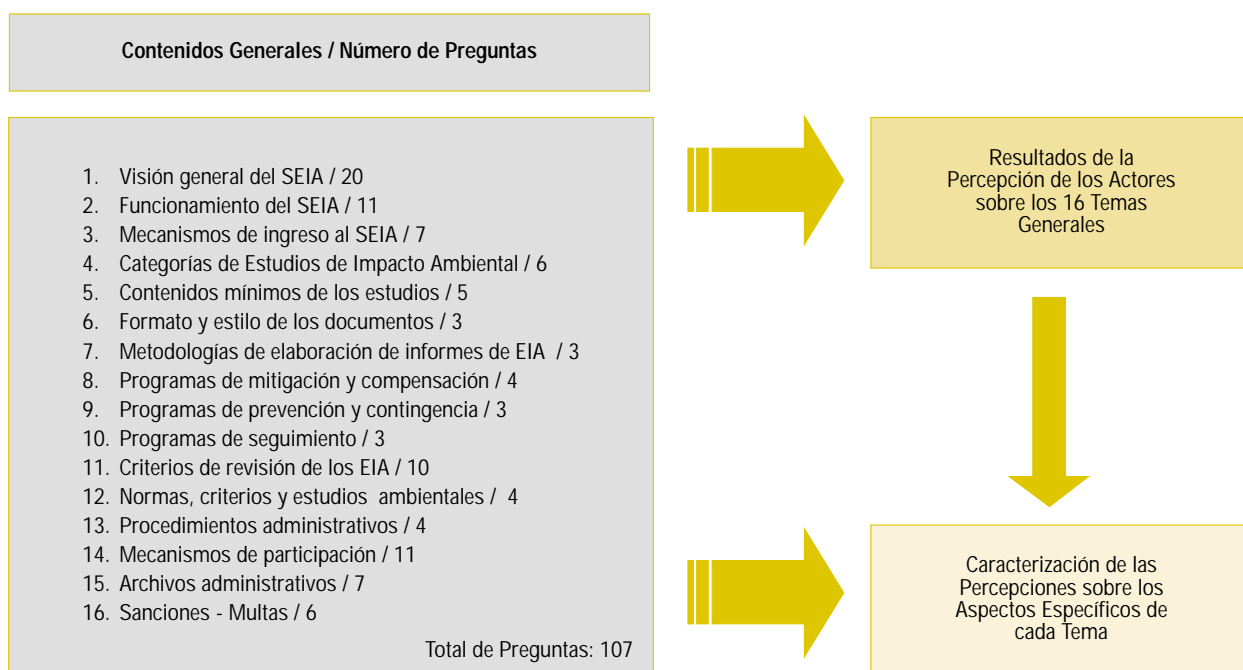 Contenidos Generales / Número de Preguntas
1. Visión general del SEIA / 20
2. Funcionamiento del SEIA / 11
3. Mecanismos de ingreso al SEIA / 7
4. Categorías de Estudios de Impacto Ambiental / 6
5. Contenidos mínimos de los estudios / 5
6. Formato y estilo de los documentos / 3
7. Metodologías de elaboración de informes de EIA / 3
8. Programas de mitigación y compensación / 4
9. Programas de prevención y contingencia / 3
10. Programas de seguimiento / 3
11. Criterios de revisión de los EIA / 10
12. Normas, criterios y estudios ambientales / 4
13. Procedimientos administrativos / 4
14. Mecanismos de participación / 11
15. Archivos administrativos / 7
16. Sanciones - Multas / 6
Total de Preguntas: 107
Resultados de la
Percepción de los Actores
sobre los 16 Temas
Generales
Caracterización de las
Percepciones sobre los
Aspectos Específicos de
cada Tema